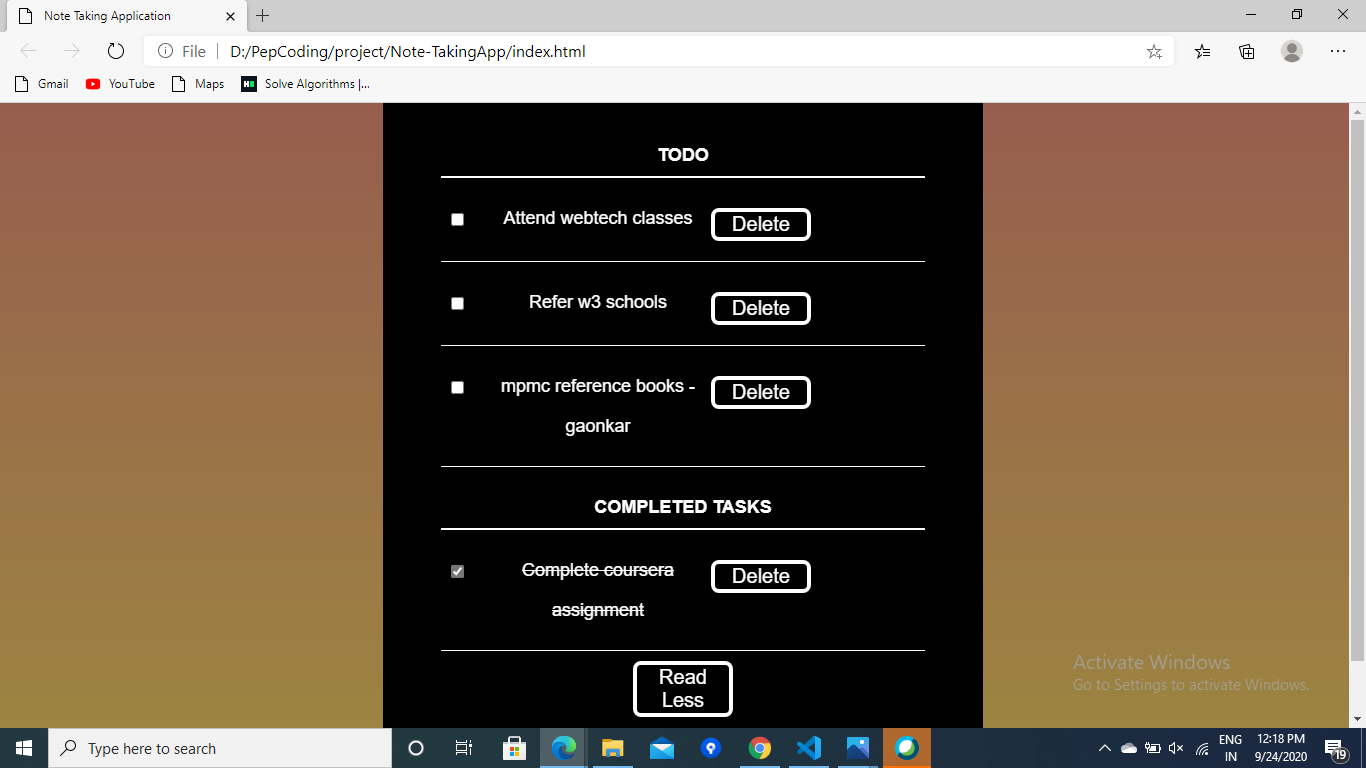 Note Taking Application
File D:/PepCoding/project/Note-TakingApp/index.html
Gmail YouTube Maps Solve Algorithms |...
TODO
Attend webtech classes Delete
Refer w3 schools Delete
mpmc reference books - Delete
gaonkar
COMPLETED TASKS
Complete coursera Delete
assignment
Read
Less
Activate Windows
Go to Settings to activate Windows.
Type here to search
ENG 12:18 PM
IN 9/24/2020
19